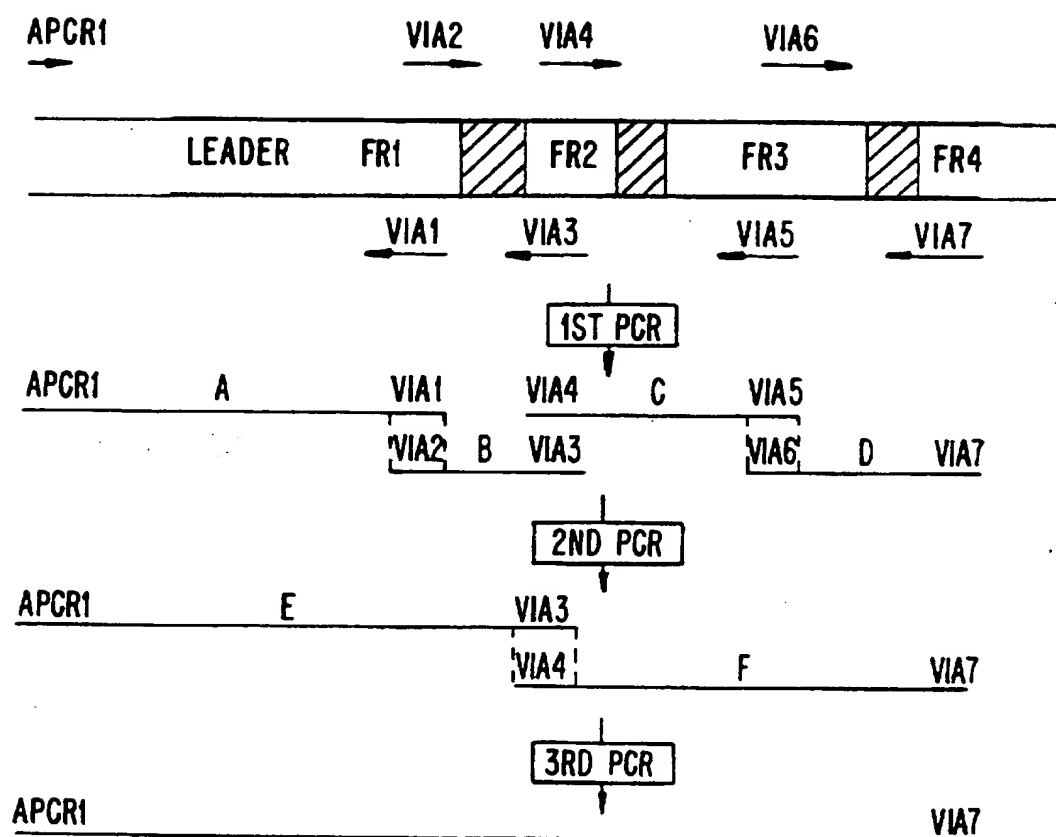 APCR1 VIA2 VIA4 VIA6
LEADER FR1 FR2 FR3 FR4
VIA1 VIA3 VIA5 VIA7
1ST PCR
APCR1 A VIA1 VIA4 C VIA5
VIA2 B VIA3 VIA6 D VIA7
2ND PCR
APCR1 E VIA3
VIA4 F VIA7
3RD PCR
APCR1 VIA7